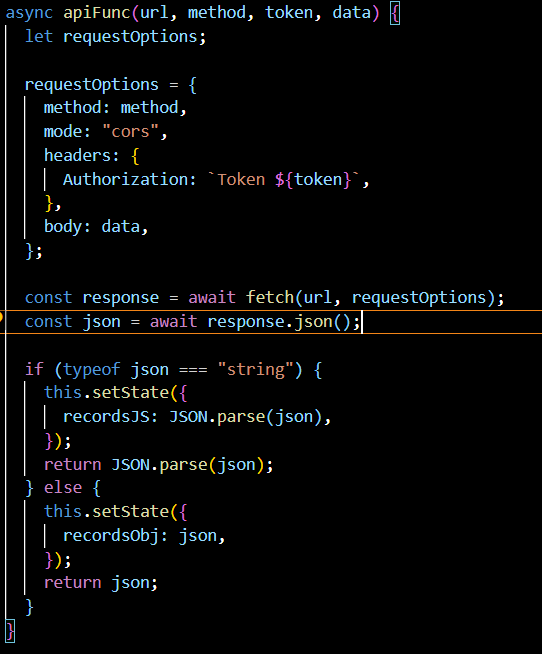 async apiFunc(url, method, token, data) {
let requestOptions;
requestOptions = {
method: method,
mode: "cors",
headers: {
Authorization: `Token ${token}`,
},
body: data,
};
const response = await fetch(url, requestOptions);
const json = await response.json();
if (typeof json === "string") {
this.setState({
recordsJS: JSON.parse(json),
});
return JSON.parse(json);
} else {
this.setState({
recordsObj: json,
});
return json;
}
}